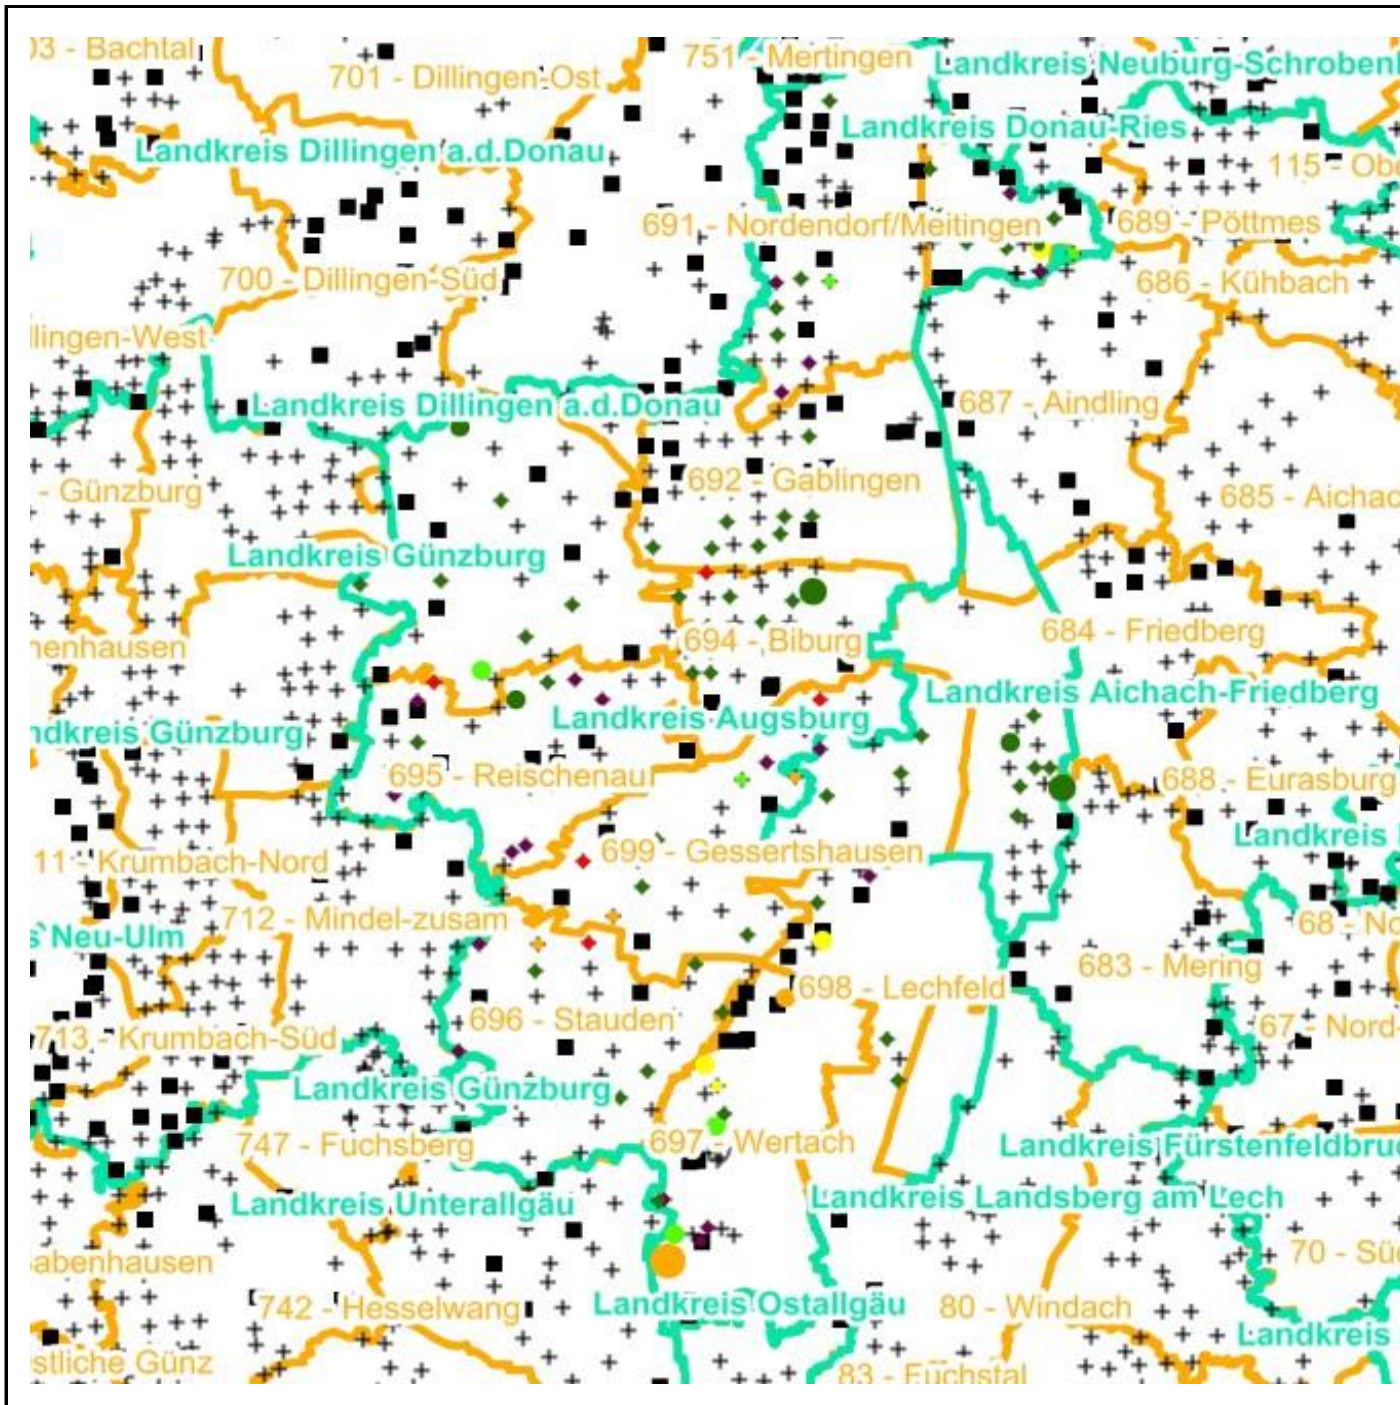 03 - Bachtal
701 - Dillingen-Ost
751 - Mertingen
Landkreis Neuburg-Schroben
Landkreis Donau-Ries
Landkreis Dillingen a.d.Donau
115 - Obe
691 - Nordendorf/Meitingen
689 - Pöttmes
700 - Dillingen-Süd
686 - Kühbach
llingen-West
Landkreis Dillingen a.d.Donau
687 - Aindling
- Günzburg
692 - Gablingen
685 - Aichac
Landkreis Günzburg
nenhausen
694 - Biburg
684 - Friedberg
Landkreis Aichach-Friedberg
ndkreis Günzburg
Landkreis Augsburg
695 - Reischenau
688 - Eurasburg
Landkreis
11 - Krumbach-Nord
699 - Gessertshausen
712 - Mindel-zusam
68 - No
s Neu-Ulm
683 - Mering
698 - Lechfeld
696 - Stauden
67 - Nord
713 - Krumbach-Süd
Landkreis Günzburg
747 - Fuchsberg
697 - Wertach
Landkreis Fürstenfeldbru
Landkreis Unterallgäu
Landkreis Landsberg am Lech
abenhausen
70 - Sü
742 - Hesselwang
Landkreis Ostallgäu
80 - Windach
Landkreis
stliche Günz
83 - Fuchstal